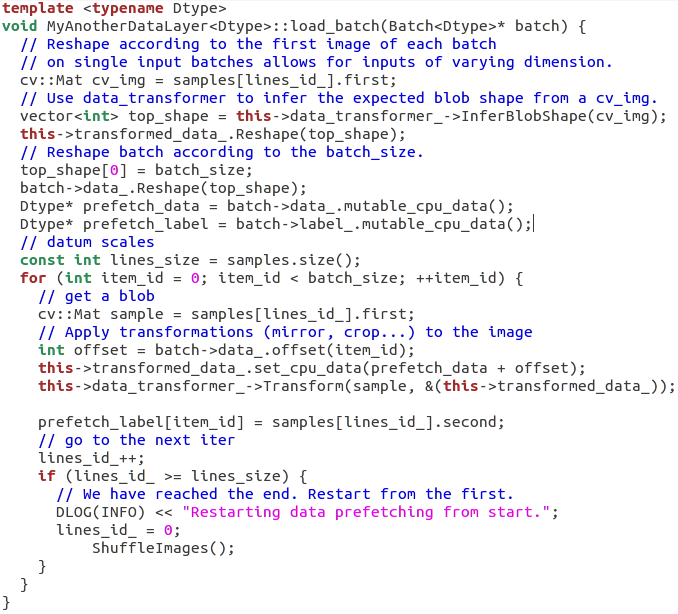 template <typename Dtype>
void MyAnotherDataLayer<Dtype>::load_batch(Batch<Dtype>* batch) {
  // Reshape according to the first image of each batch
  // on single input batches allows for inputs of varying dimension.
  cv::Mat cv_img = samples[lines_id_].first;
  // Use data_transformer to infer the expected blob shape from a cv_img.
  vector<int> top_shape = this->data_transformer_->InferBlobShape(cv_img);
  this->transformed_data_.Reshape(top_shape);
  // Reshape batch according to the batch_size.
  top_shape[0] = batch_size;
  batch->data_.Reshape(top_shape);
  Dtype* prefetch_data = batch->data_.mutable_cpu_data();
  Dtype* prefetch_label = batch->label_.mutable_cpu_data();
  // datum scales
  const int lines_size = samples.size();
  for (int item_id = 0; item_id < batch_size; ++item_id) {
    // get a blob
    cv::Mat sample = samples[lines_id_].first;
    // Apply transformations (mirror, crop...) to the image
    int offset = batch->data_.offset(item_id);
    this->transformed_data_.set_cpu_data(prefetch_data + offset);
    this->data_transformer_->Transform(sample, &(this->transformed_data_));

    prefetch_label[item_id] = samples[lines_id_].second;
    // go to the next iter
    lines_id_++;
    if (lines_id_ >= lines_size) {
      // We have reached the end. Restart from the first.
      DLOG(INFO) << "Restarting data prefetching from start.";
      lines_id_ = 0;
          ShuffleImages();
    }
  }
}